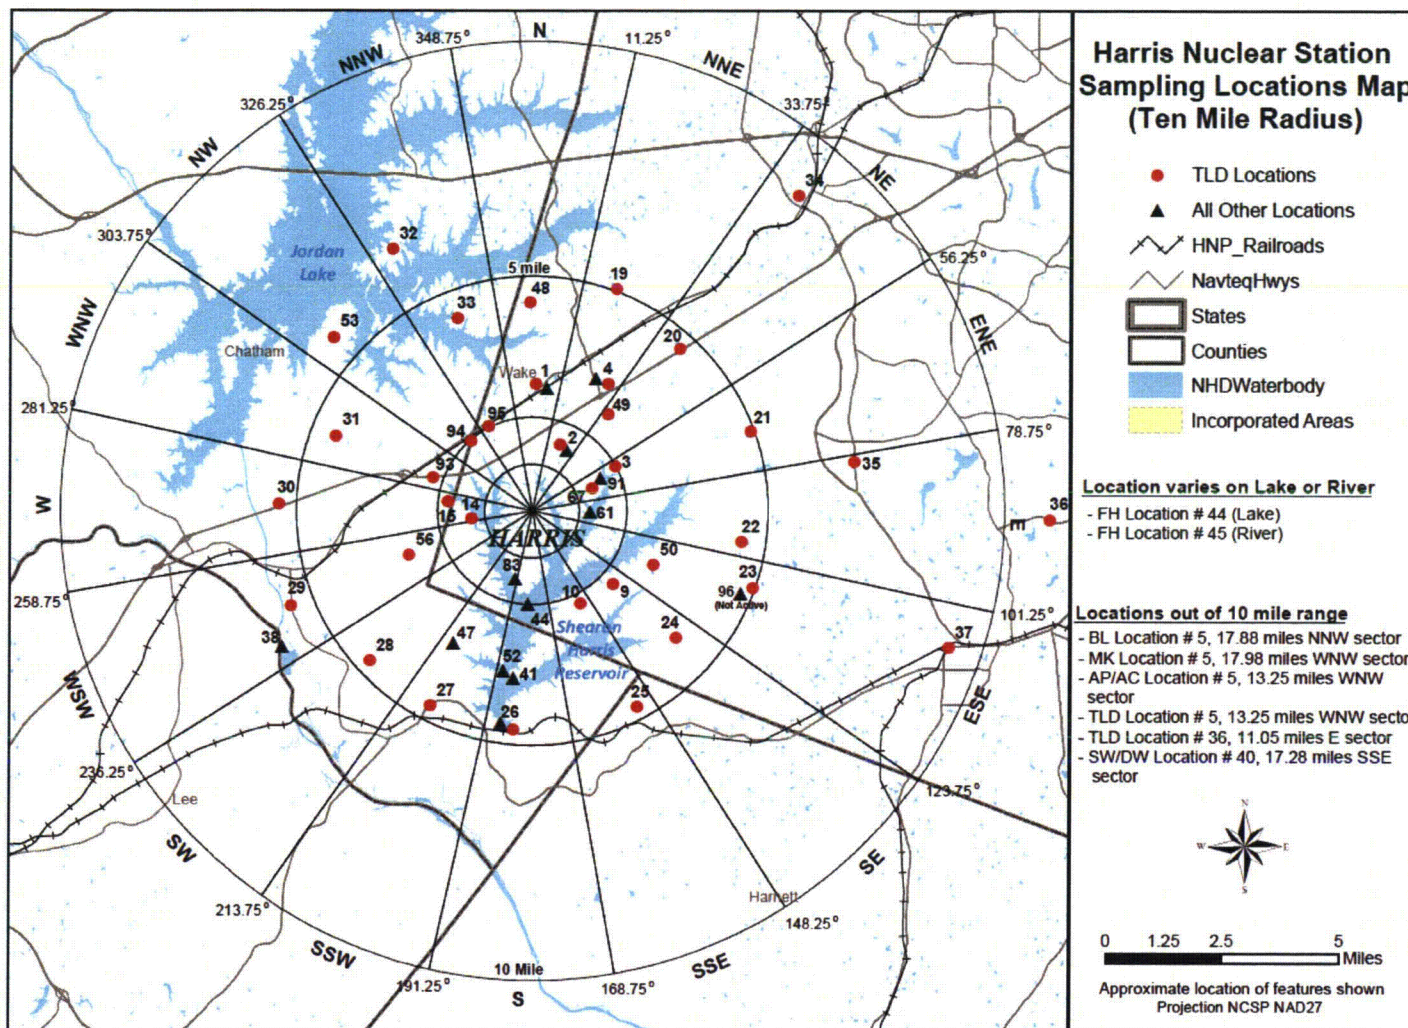 Harris Nuclear Station
Sampling Locations Map
(Ten Mile Radius)
TLD Locations
All Other Locations
HNP_Railroads
NavteqHwys
States
Counties
NHDWaterbody
Incorporated Areas
Location varies on Lake or River
- FH Location # 44 (Lake)
- FH Location # 45 (River)
Locations out of 10 mile range
- BL Location # 5, 17.88 miles NNW sector
- MK Location # 5, 17.98 miles WNW sector
- AP/AC Location # 5, 13.25 miles WNW
sector
- TLD Location # 5, 13.25 miles WNW secto
- TLD Location # 36, 11.05 miles E sector
- SW/DW Location # 40, 17.28 miles SSE
sector
N
W E
S
0 1.25 2.5 5
Miles
Approximate location of features shown
Projection NCSP NAD27
348.75°
N
11.25°
NNW
NNE
326.25°
33.75°
NW
NE
34
303.75°
32
Jordan
Lake
56.25°
5 mile
19
48
33
WNW
53
20
ENE
Chatham
Wake
1
4
281.25°
49
31
95
94
2
21
78.75°
3
35
93
91
67
30
W
14
15
61
36
E
HARRIS
22
56
50
83
23
96
(Not Active)
258.75°
29
10
9
44
101.25°
38
47
Shearon
Harris
Reservoir
24
37
28
52
41
WSW
27
26
25
ESE
236.25°
123.75°
Lee
SW
SE
Harnett
213.75°
148.25°
SSW
10 Mile
SSE
191.25°
S
168.75°